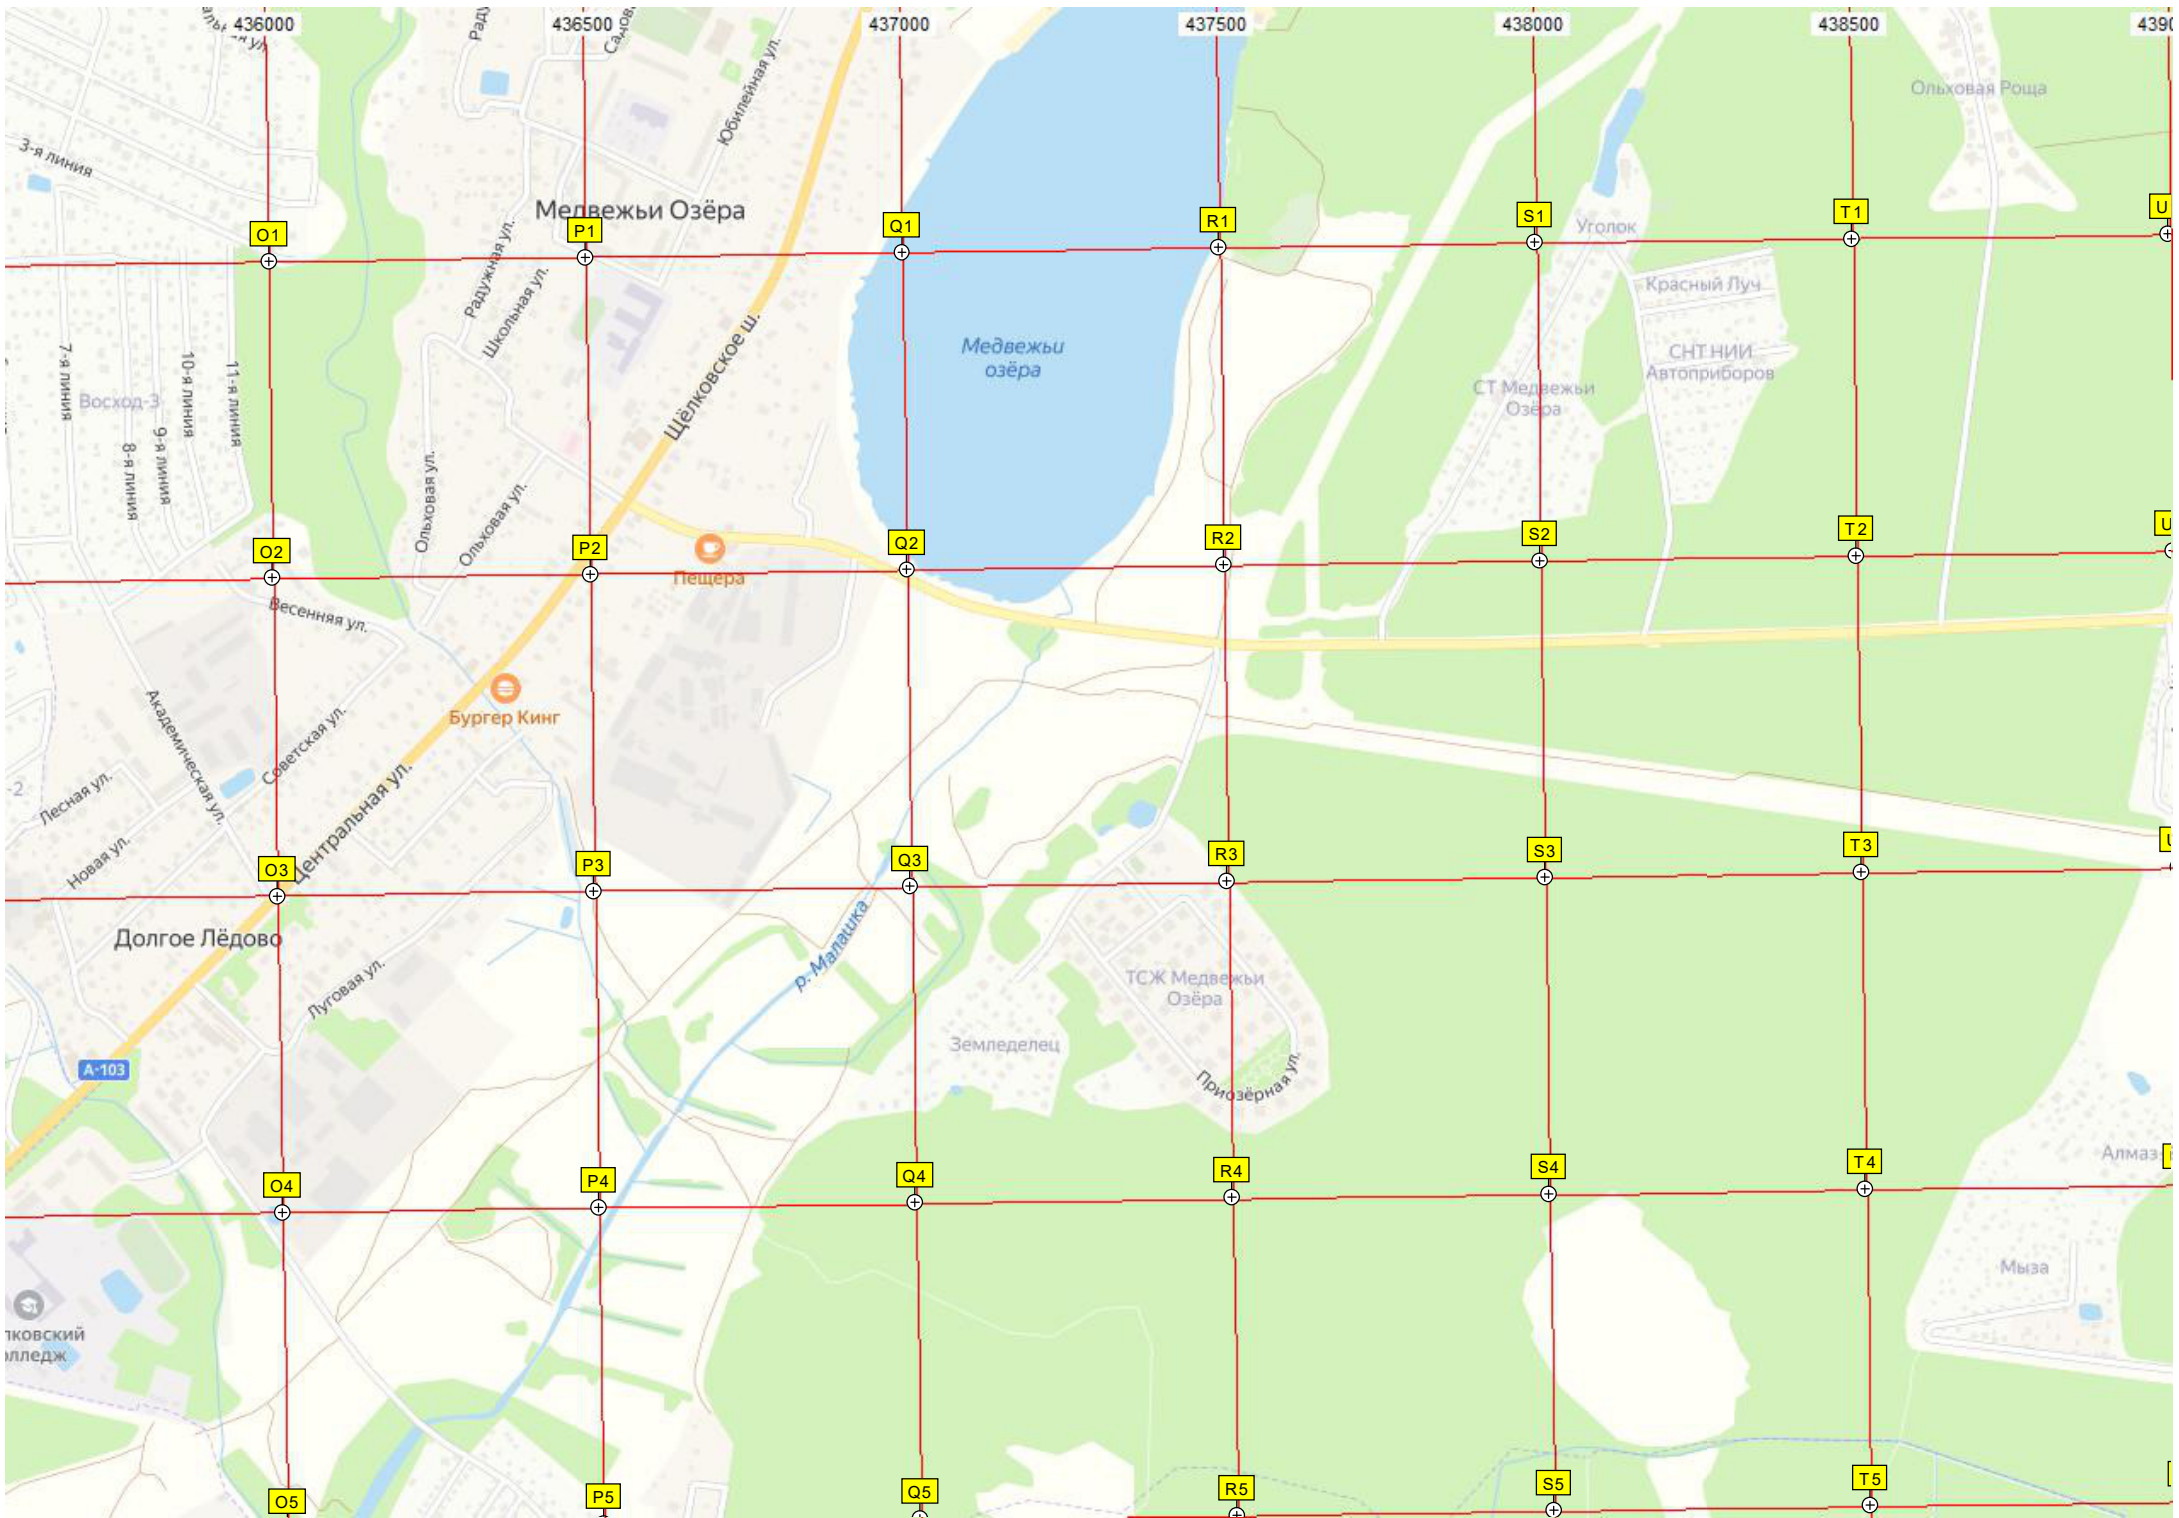 436000
436500
437000
437500
438000
438500
Юбилейная ул.
Ольховая Роща
3-я линия
Медвежьи Озёра
O1
P1
Q1
R1
S1
T1
U
Уголок
Радужная ул.
Школьная ул.
Красный Луч
Щёлковское ш.
Медвежьи
озёра
СНТ НИИ
Автоприборов
СТ Медвежьи
Озёра
7-я линия
Восход-3
8-я линия
9-я линия
10-я линия
11-я линия
Ольховая ул.
Ольховая ул.
O2
P2
Q2
R2
S2
T2
U
Пещера
Весенняя ул.
Бургер Кинг
Академическая ул.
Советская ул.
Центральная ул.
-2
Лесная ул.
Новая ул.
O3
P3
Q3
R3
S3
T3
Долгое Лёдово
р. Малашка
Луговая ул.
ТСЖ Медвежьи
Озёра
Земледелец
Приозёрная ул.
А-103
Алмаз-
O4
P4
Q4
R4
S4
T4
Мыза
O5
P5
Q5
R5
S5
T5